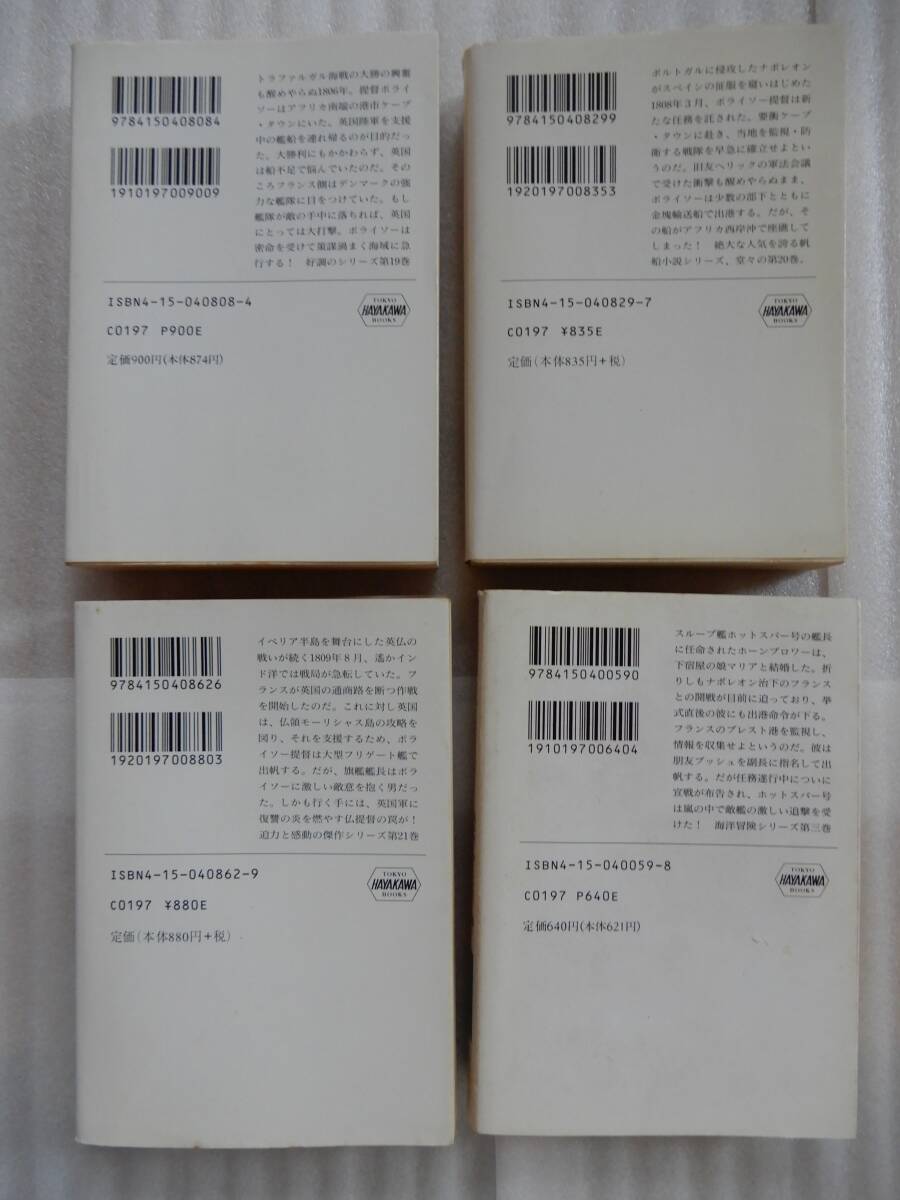 9784150408084
1910197009009
トラファルガル海戦の大勝の興奮
も醒めやらぬ1806年。提督ボライ
ソーはアフリカ南端の港市ケープ
・タウンにいた。英国陸軍を支援
中の艦船を連れ帰るのが目的だっ
た。大勝利にもかかわらず、英国
は船不足で悩んでいたのだ。その
ころフランス側はデンマークの強
力な艦隊に目をつけていた。もし
艦隊が敵の手中に落ちれば、英国
にとっては大打撃。ボライソーは
密命を受けて策謀渦まく海域に急
行する！ 好調のシリーズ第19巻
ISBN4-15-040808-4
C0197 P900E
定価900円(本体874円)
TOKYO
HAYAKAWA
BOOKS
9784150408299
1920197008353
ポルトガルに侵攻したナポレオン
がスペインの征服を窺いはじめた
1808年3月、ボライソー提督は新
たな任務を託された。要衝ケープ
・タウンに赴き、当地を監視・防
衛する戦隊を早急に確立せよとい
うのだ。旧友ヘリックの軍法会議
で受けた衝撃も醒めやらぬまま、
ボライソーは少数の部下とともに
金塊輸送船で出港する。だが、そ
の船がアフリカ西岸沖で座礁して
しまった！ 絶大な人気を誇る帆
船小説シリーズ、堂々の第20巻。
ISBN4-15-040829-7
C0197 ¥835E
定価(本体835円+税)
TOKYO
HAYAKAWA
BOOKS
9784150408626
1920197008803
イベリア半島を舞台にした英仏の
戦いが続く1809年8月、遙かイン
ド洋では戦局が急転していた。フ
ランスが英国の通商路を断つ作戦
を開始したのだ。これに対し英国
は、仏領モーリシャス島の攻略を
図り、それを支援するため、ボラ
イソー提督は大型フリゲート艦で
出帆する。だが、旗艦艦長はボラ
イソーに激しい敵意を抱く男だっ
た。しかも行く手には、英国軍に
復讐の炎を燃やす仏提督の罠が！
迫力と感動の傑作シリーズ第21巻
ISBN4-15-040862-9
C0197 ¥880E
定価(本体880円+税)
TOKYO
HAYAKAWA
BOOKS
9784150400590
1910197006404
スループ艦ホットスパー号の艦長
に任命されたホーンブロワーは、
下宿屋の娘マリアと結婚した。折
りしもナポレオン治下のフランス
との開戦が目前に迫っており、挙
式直後の彼にも出港命令が下る。
フランスのブレスト港を監視し、
情報を収集せよというのだ。彼は
朋友ブッシュを副長に指名して出
帆する。だが任務遂行中についに
宣戦が布告され、ホットスパー号
は嵐の中で敵艦の激しい追撃を受
けた！ 海洋冒険シリーズ第三巻
ISBN4-15-040059-8
C0197 P640E
定価640円(本体621円)
TOKYO
HAYAKAWA
BOOKS